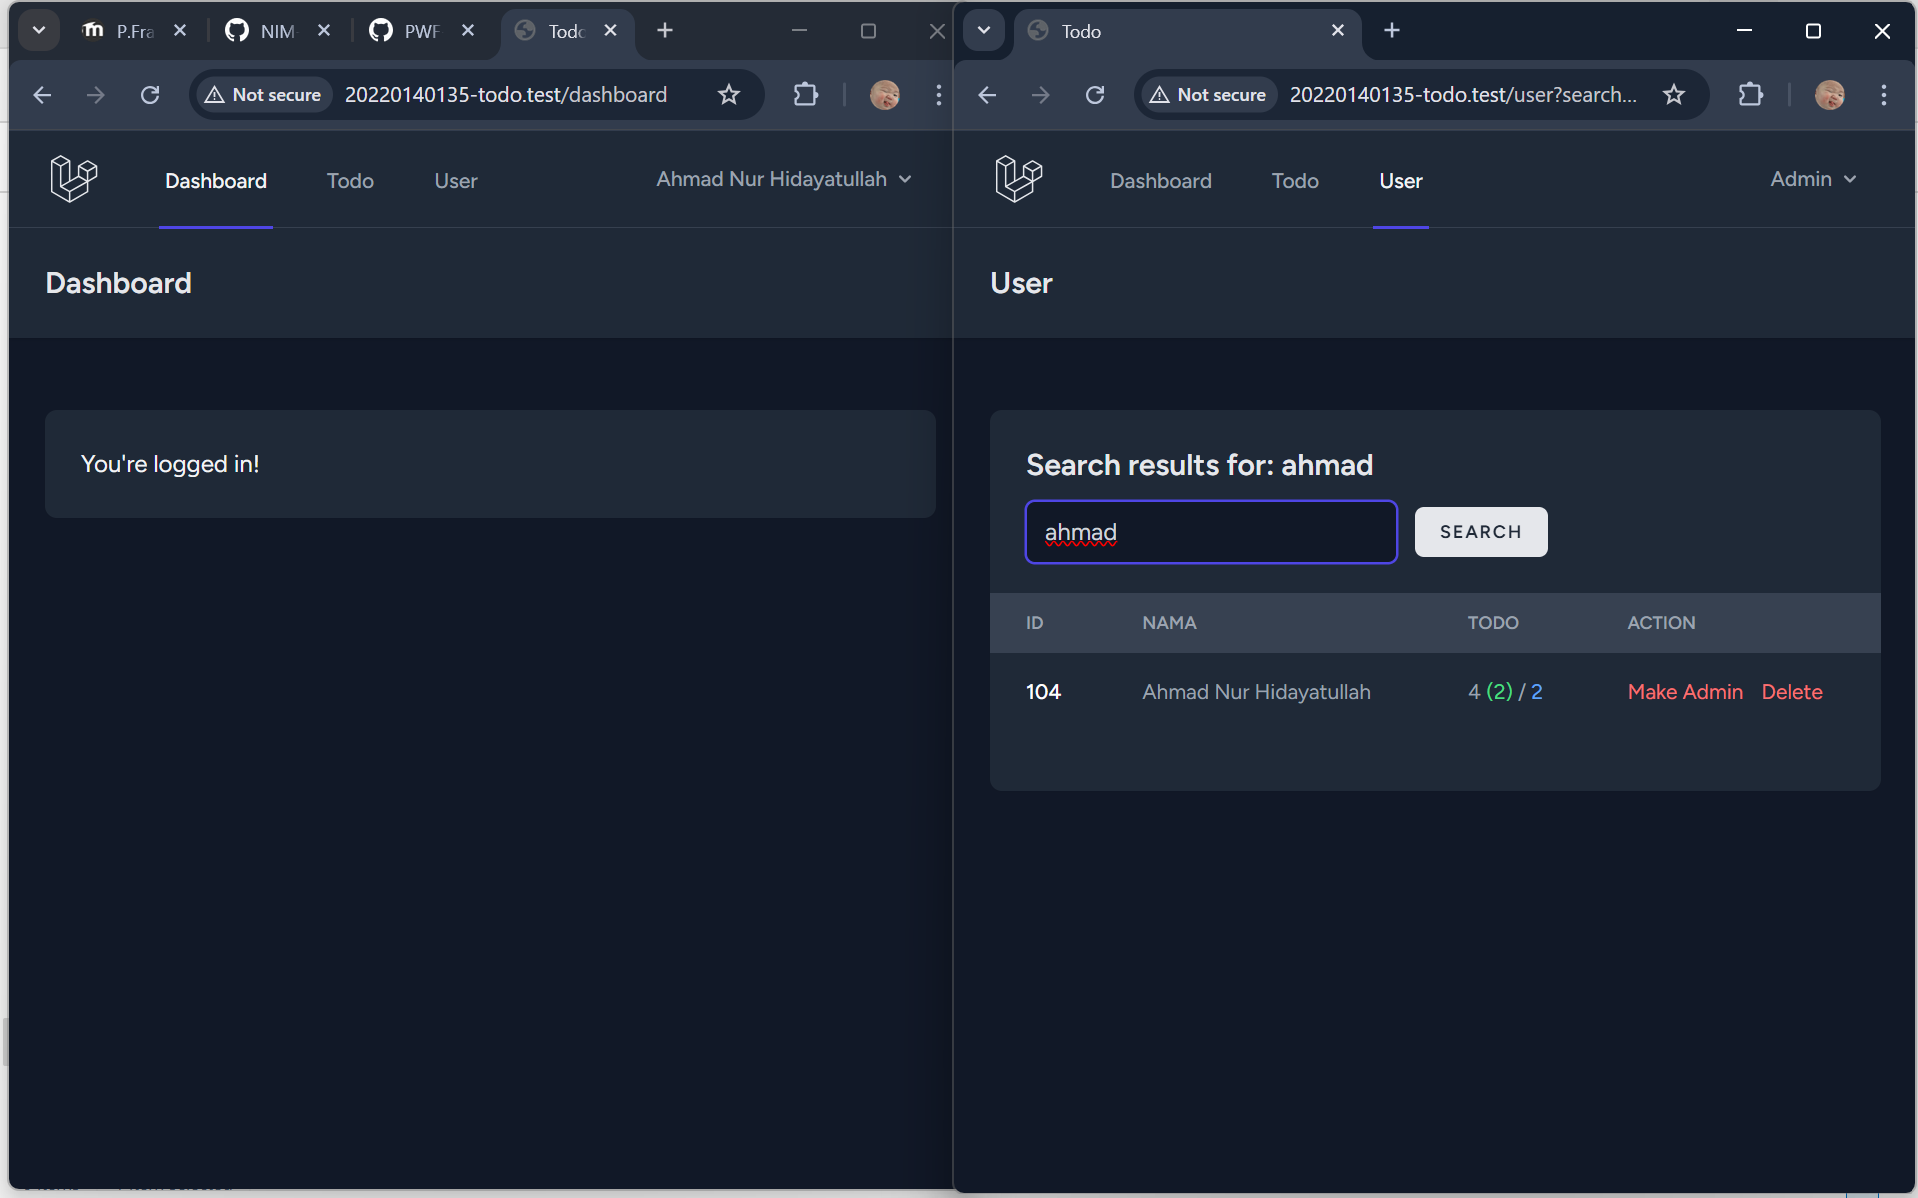 P.Fra
NIM-
PWF
Todo
Not secure
20220140135-todo.test/dashboard
Dashboard
Todo
User
Ahmad Nur Hidayatullah
Dashboard
You're logged in!
Todo
Not secure
20220140135-todo.test/user?search...
Dashboard
Todo
User
Admin
User
Search results for: ahmad
ahmad
SEARCH
ID NAMA TODO ACTION
104 Ahmad Nur Hidayatullah 4 (2) / 2 Make Admin Delete